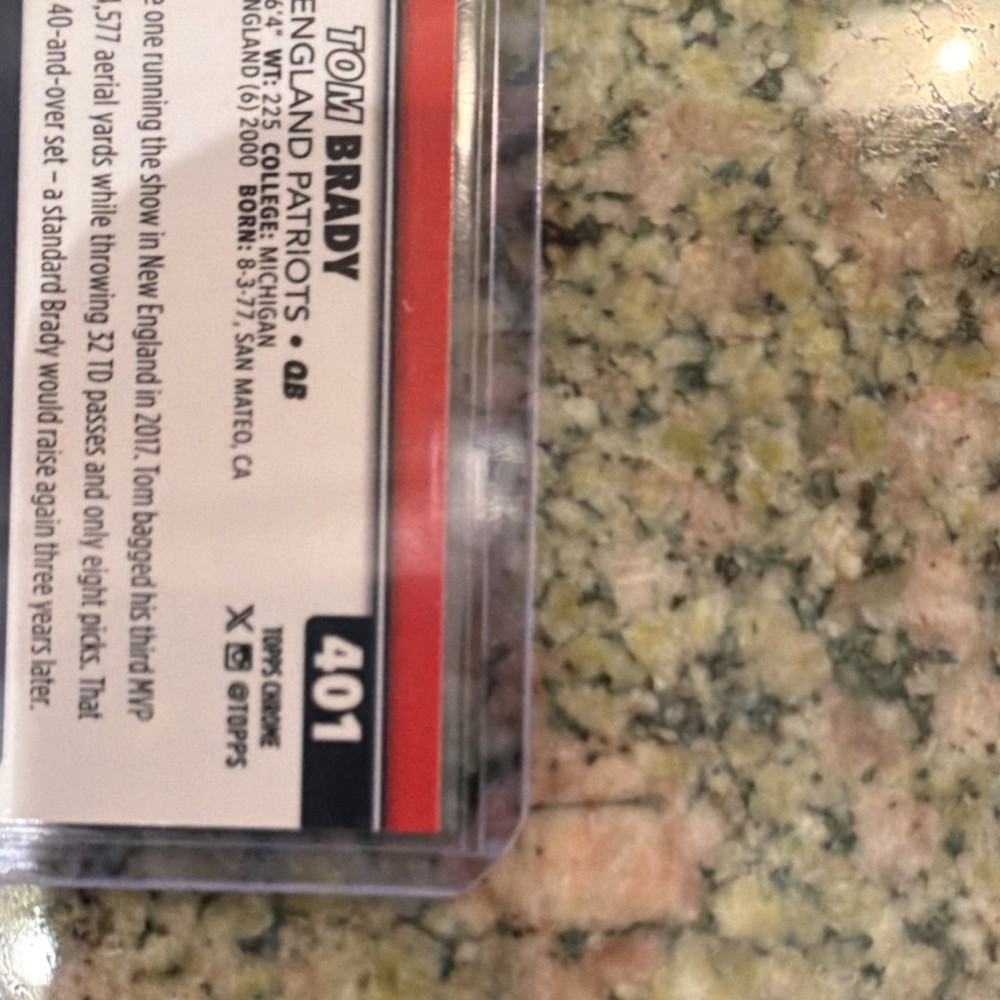 TOM BRADY
ENGLAND PATRIOTS • QB
6'4" WT: 225 COLLEGE: MICHIGAN
NGLAND (6) 2000 BORN: 8-3-77, SAN MATEO, CA
401
TOPPS CHROME
X @TOPPS
e one running the show in New England in 2017. Tom bagged his third MVP
,577 aerial yards while throwing 32 TD passes and only eight picks. That
40-and-over set – a standard Brady would raise again three years later.